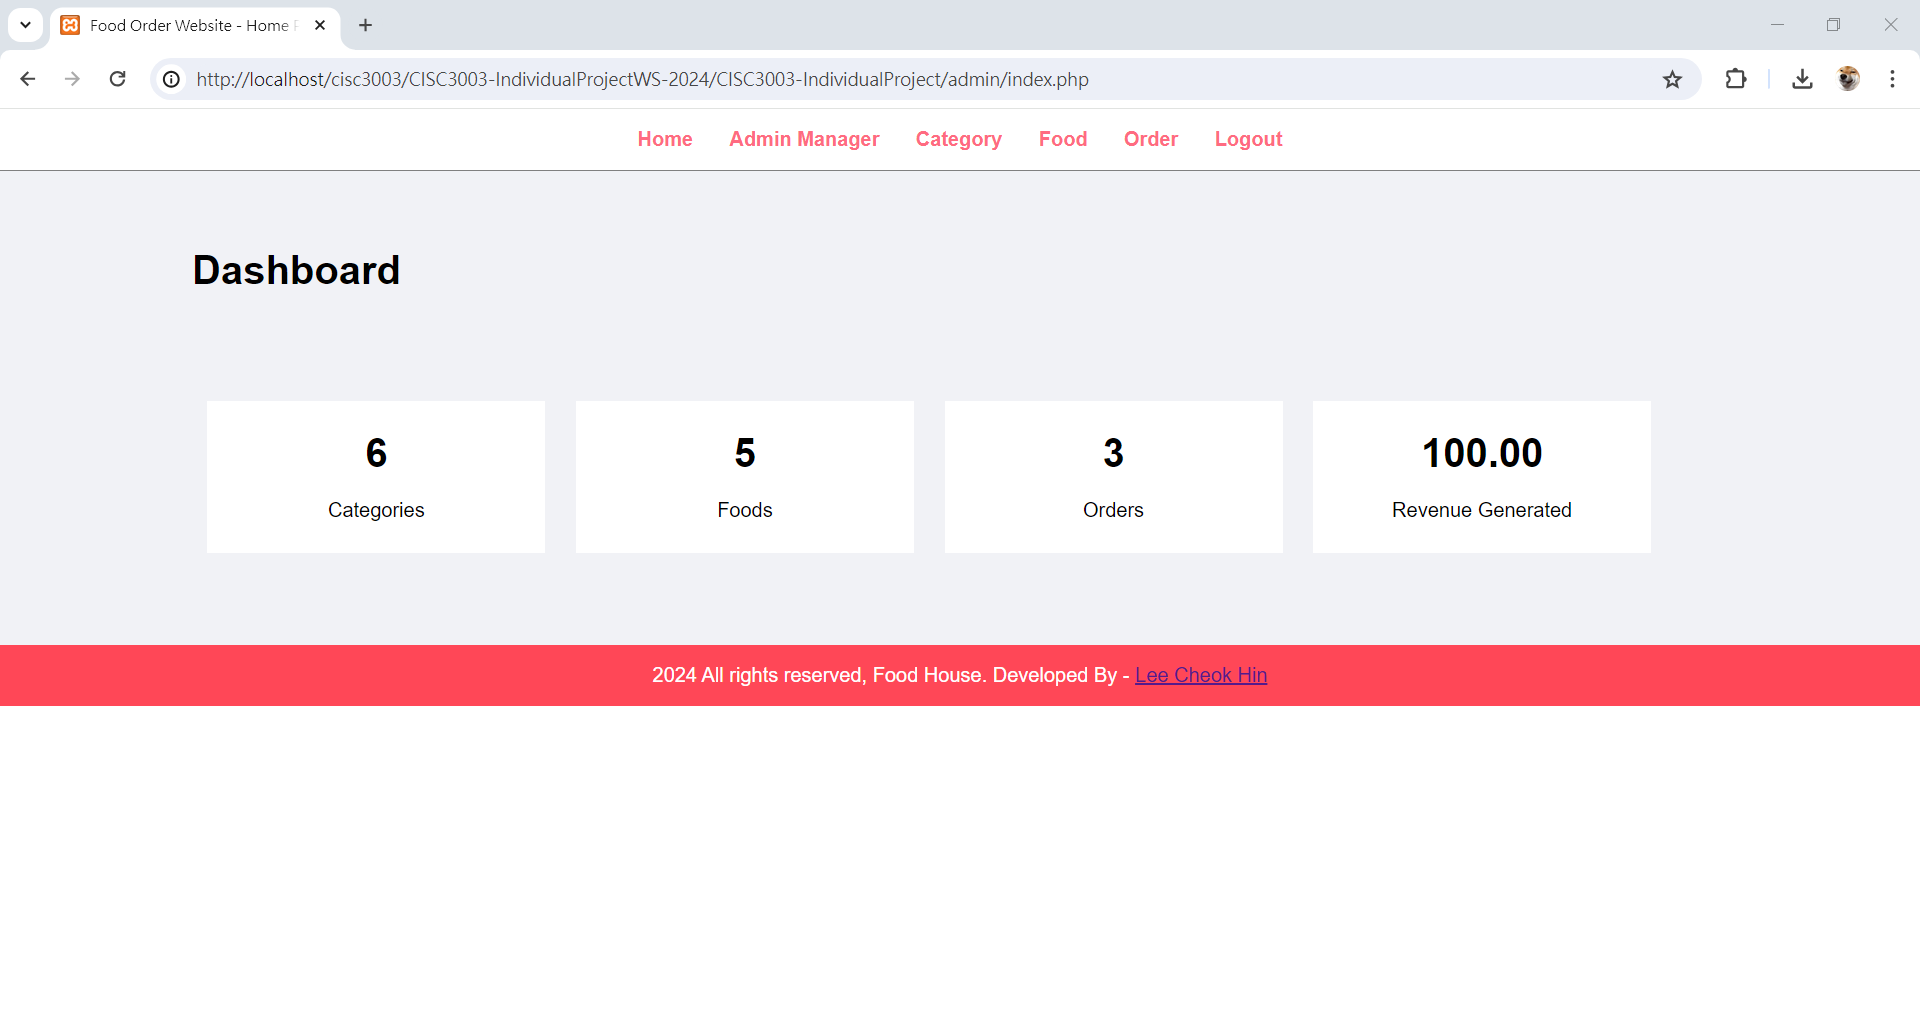 Food Order Website - Home
http://localhost/cisc3003/CISC3003-IndividualProjectWS-2024/CISC3003-IndividualProject/admin/index.php
Home Admin Manager Category Food Order Logout
Dashboard
6 5 3 100.00
Categories Foods Orders Revenue Generated
2024 All rights reserved, Food House. Developed By - Lee Cheok Hin